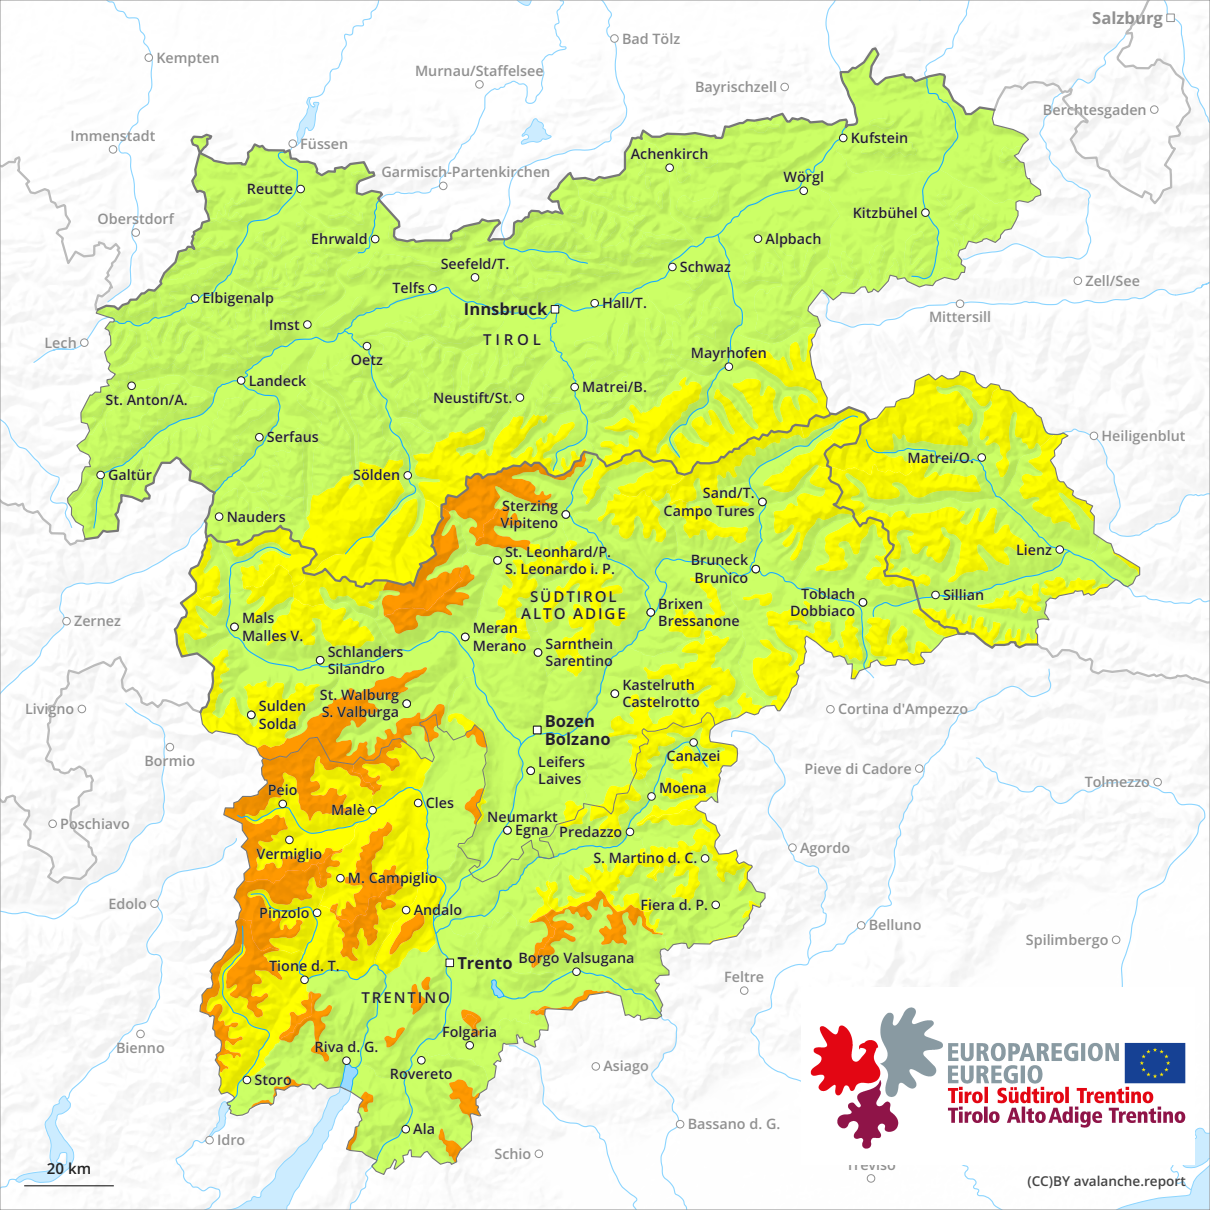 Salzburg
Bad Tölz
Kempten
Murnau/Staffelsee
Bayrischzell
Berchtesgaden
Immenstadt
Füssen
Kufstein
Achenkirch
Garmisch-Partenkirchen
Wörgl
Reutte
Oberstdorf
Kitzbühel
Ehrwald
Alpbach
Seefeld/T.
Schwaz
Zell/See
Telfs
Elbigenalp
Hall/T.
Innsbruck
Mittersill
Imst
TIROL
Lech
Oetz
Mayrhofen
Landeck
Matrei/B.
St. Anton/A.
Neustift/St.
Serfaus
Heiligenblut
Matrei/O.
Galtür
Sölden
Sand/T.
Campo Tures
Sterzing
Vipiteno
Nauders
St. Leonhard/P.
S. Leonardo i. P.
Lienz
Bruneck
Brunico
SÜDTIROL
ALTO ADIGE
Toblach
Dobbiaco
Sillian
Brixen
Bressanone
Zernez
Mals
Malles V.
Meran
Merano
Sarnthein
Sarentino
Schlanders
Silandro
Kastelruth
Castelrotto
St. Walburg
S. Valburga
Livigno
Sulden
Solda
Cortina d'Ampezzo
Bozen
Bolzano
Bormio
Canazei
Leifers
Laives
Pieve di Cadore
Tolmezzo
Peio
Moena
Malè
Cles
Neumarkt
Egna
Predazzo
Poschiavo
Vermiglio
Agordo
S. Martino d. C.
M. Campiglio
Edolo
Pinzolo
Andalo
Fiera d. P.
Belluno
Spilimbergo
Trento
Borgo Valsugana
Tione d. T.
Feltre
TRENTINO
Bienno
Riva d. G.
Folgaria
Rovereto
Asiago
Storo
EUROPAREGION
EUREGIO
Tirol Südtirol Trentino
Tirolo Alto Adige Trentino
Idro
Ala
Bassano d. G.
Schio
Treviso
20 km
(CC)BY avalanche.report